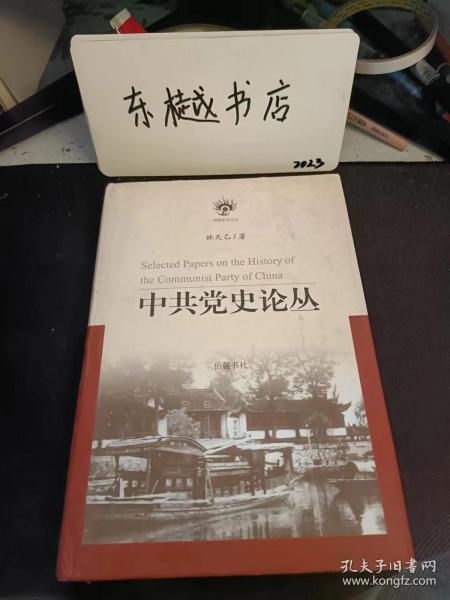 东樾书店
2023
林天乙/著
Selected Papers on the History of
the Communist Party of China
中共党史论丛
岳麓书社
孔夫子旧书网
www.kongfz.com